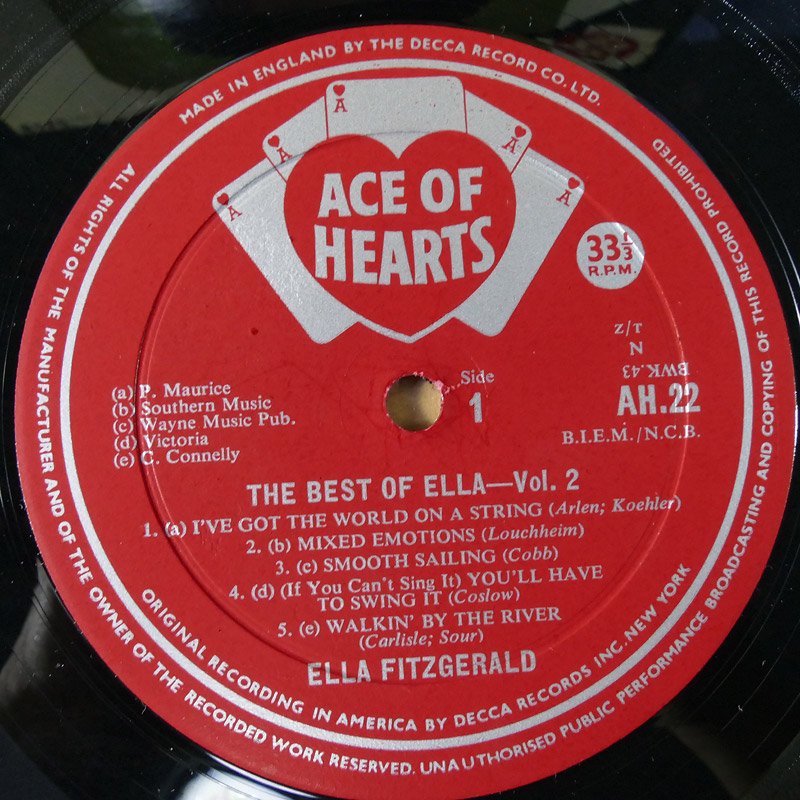 MADE IN ENGLAND BY THE DECCA RECORD CO. LTD.
ALL RIGHTS OF THE MANUFACTURER AND OF THE OWNER OF THE RECORDED WORK RESERVED. UNAUTHORISED PUBLIC PERFORMANCE BROADCASTING AND COPYING OF THIS RECORD PROHIBITED
A
A
A
A
A
ACE OF
HEARTS
33 1/3
R.P.M.
Z/T
N
BWK.43
AH.22
B.I.E.M./N.C.B.
Side
1
(a) P. Maurice
(b) Southern Music
(c) Wayne Music Pub.
(d) Victoria
(e) C. Connelly
THE BEST OF ELLA—Vol. 2
1. (a) I'VE GOT THE WORLD ON A STRING (Arlen; Koehler)
2. (b) MIXED EMOTIONS (Louchheim)
3. (c) SMOOTH SAILING (Cobb)
4. (d) (If You Can't Sing It) YOU'LL HAVE
TO SWING IT (Coslow)
5. (e) WALKIN' BY THE RIVER
(Carlisle; Sour)
ELLA FITZGERALD
ORIGINAL RECORDING IN AMERICA BY DECCA RECORDS INC. NEW YORK